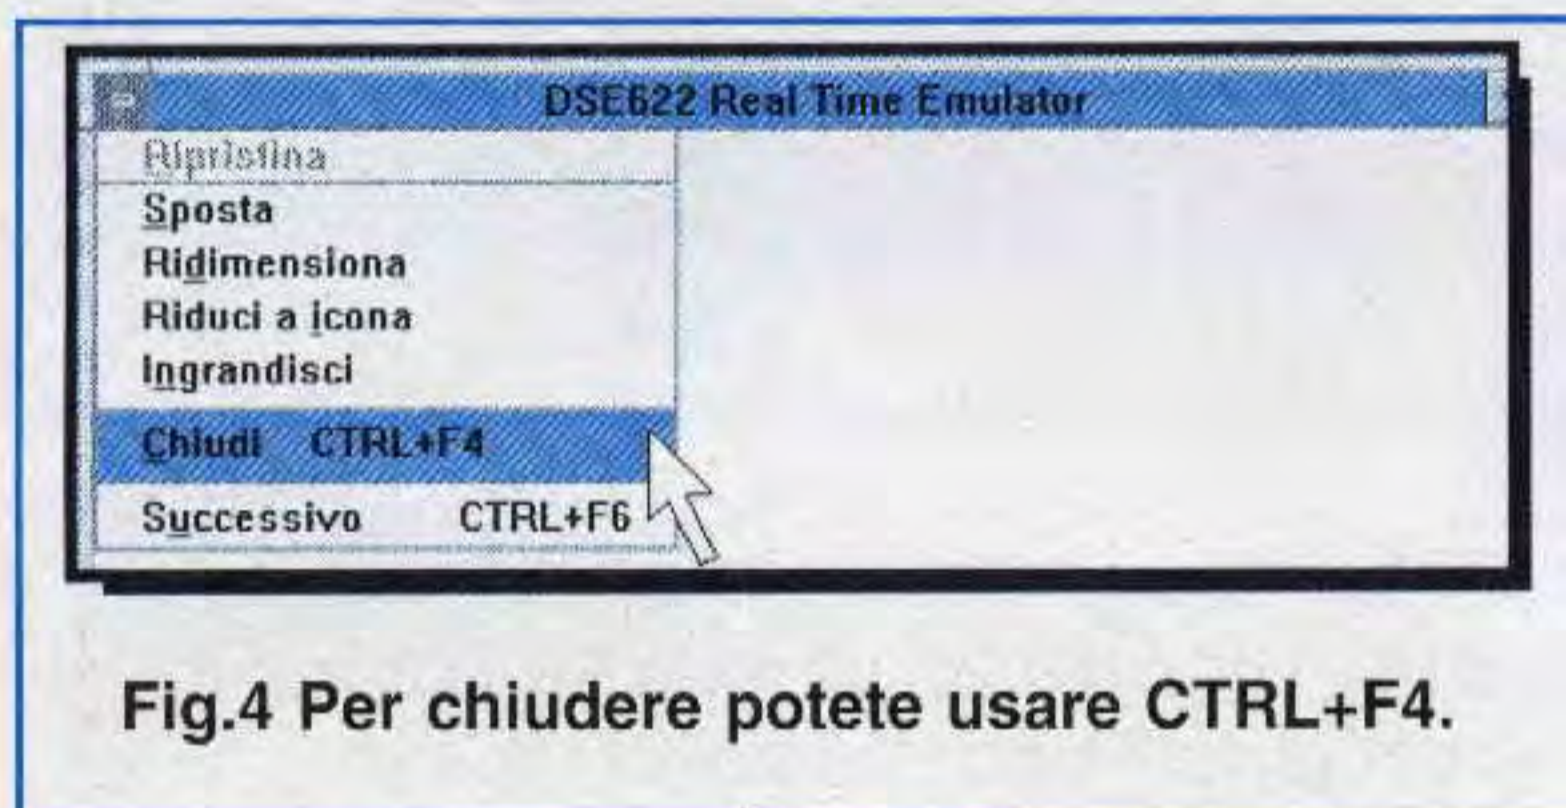 DSE622 Real Time Emulator
Ripristina
Sposta
Ridimensiona
Riduci a icona
Ingrandisci
Chiudi CTRL+F4
Successivo CTRL+F6
Fig.4 Per chiudere potete usare CTRL+F4.